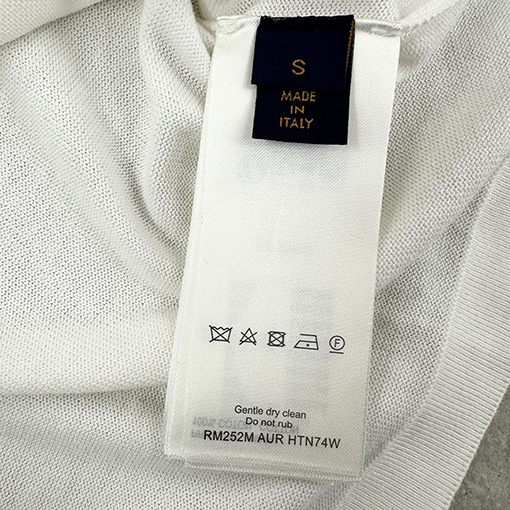 S
MADE
IN
ITALY
F
Gentle dry clean
Do not rub
RM252M AUR HTN74W